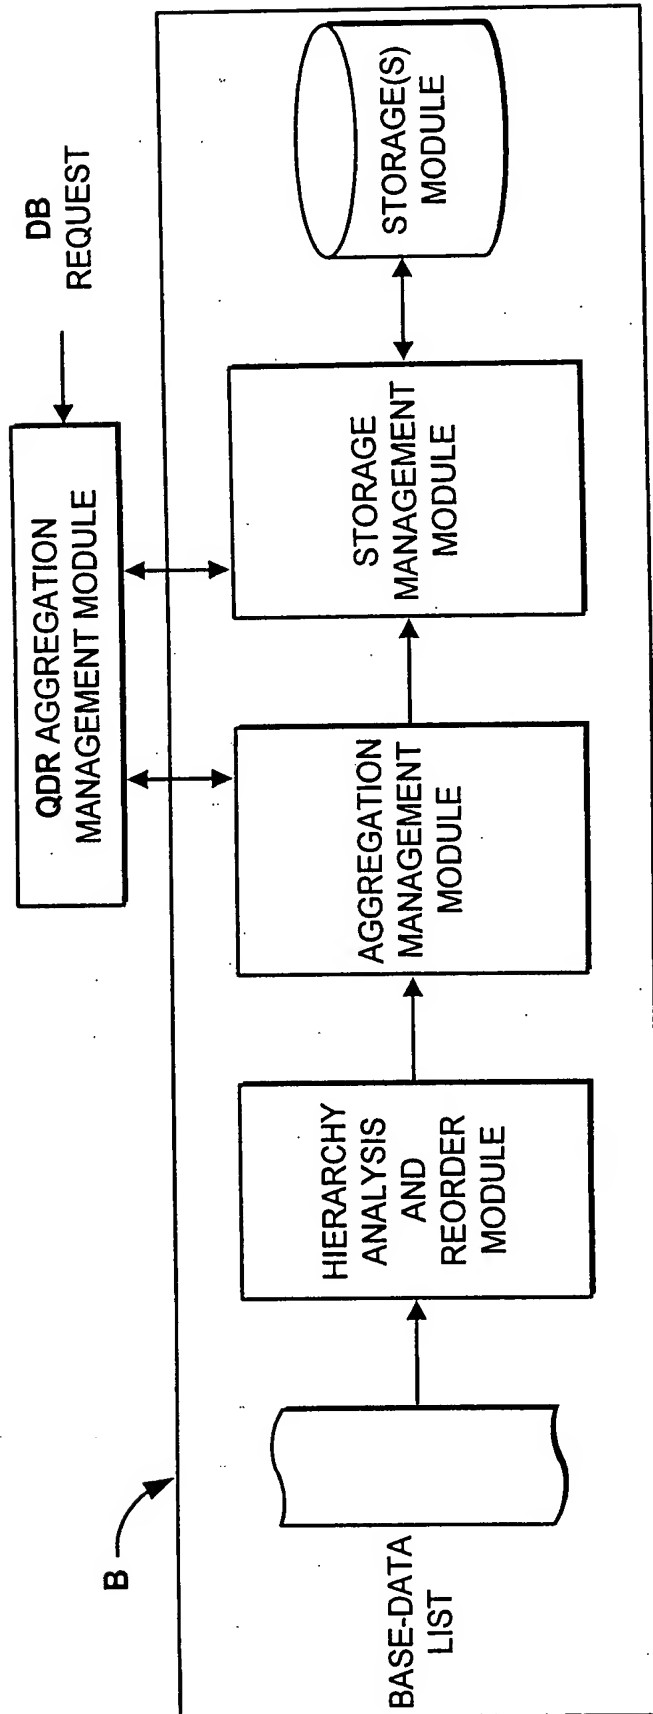 DB
REQUEST
QDR AGGREGATION
MANAGEMENT MODULE
B
BASE-DATA
LIST
HIERARCHY
ANALYSIS
AND
REORDER
MODULE
AGGREGATION
MANAGEMENT
MODULE
STORAGE
MANAGEMENT
MODULE
STORAGE(S)
MODULE